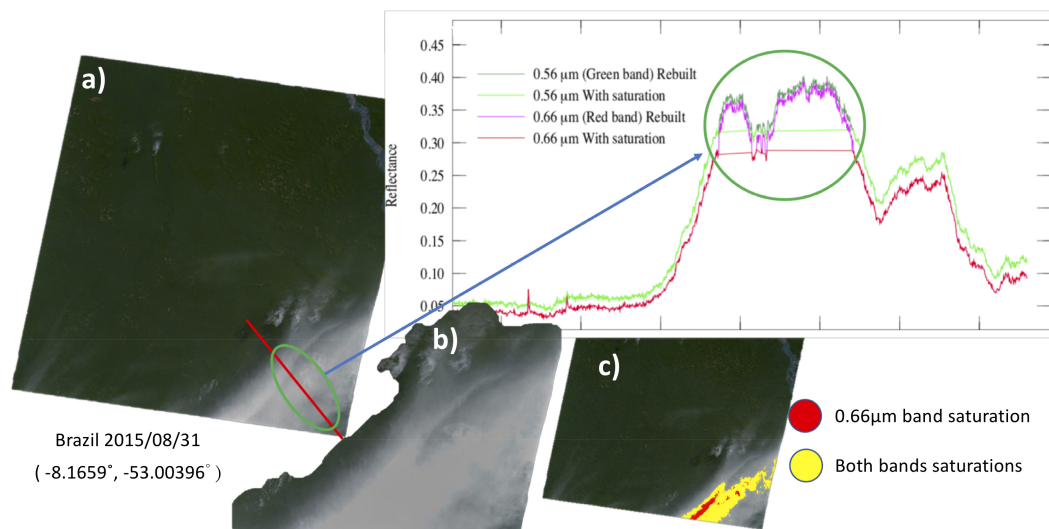 a)
0.45
0.40
0.35
0.30
0.25
0.20
0.15
0.10
0.05
Reflectance
0.56 μm (Green band) Rebuilt
0.56 μm With saturation
0.66 μm (Red band) Rebuilt
0.66 μm With saturation
b)
c)
0.66μm band saturation
Both bands saturations
Brazil 2015/08/31
( -8.1659°, -53.00396°)